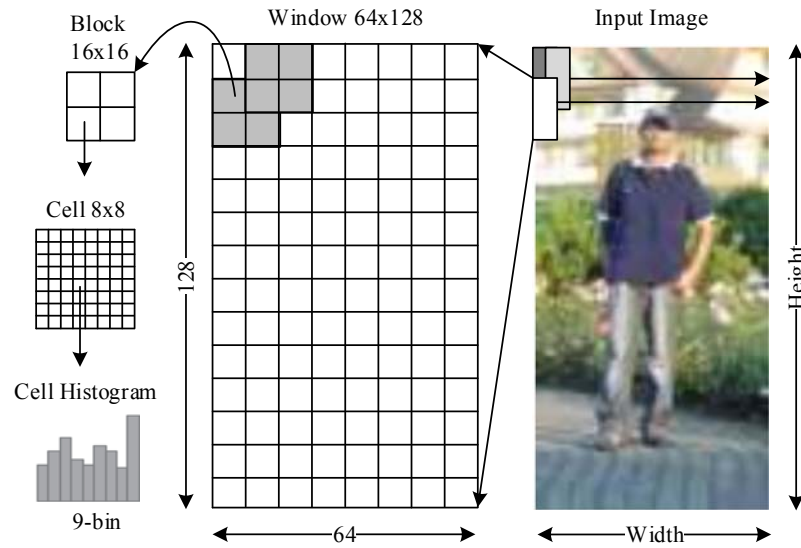 Block
16x16
Window 64x128
Input Image
Cell 8x8
128
Height
Cell Histogram
9-bin
64
Width